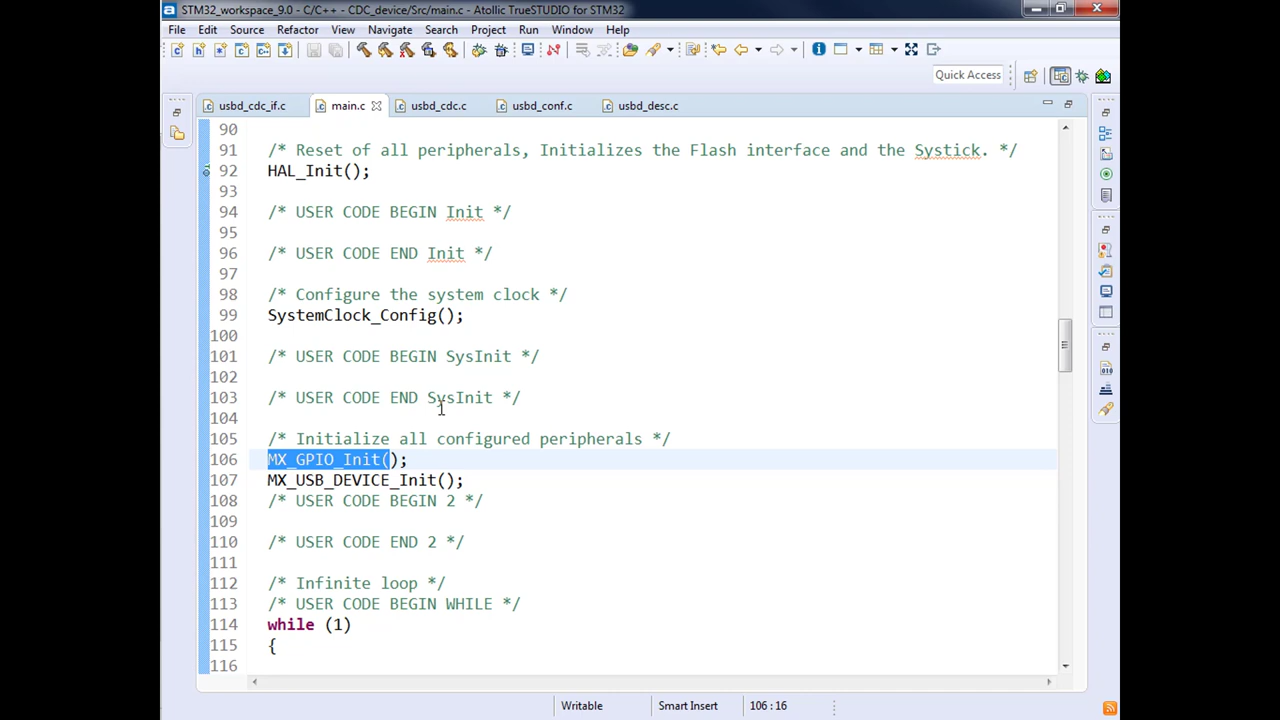 STM32_workspace_9.0 - C/C++ - CDC_device/Src/main.c - Atollic TrueSTUDIO for STM32
File Edit Source Refactor View Navigate Search Project Run Window Help
Quick Access
usbd_cdc_if.c main.c usbd_cdc.c usbd_conf.c usbd_desc.c
90
91 /* Reset of all peripherals, Initializes the Flash interface and the Systick. */
92 HAL_Init();
93
94 /* USER CODE BEGIN Init */
95
96 /* USER CODE END Init */
97
98 /* Configure the system clock */
99 SystemClock_Config();
100
101 /* USER CODE BEGIN SysInit */
102
103 /* USER CODE END SysInit */
104
105 /* Initialize all configured peripherals */
106 MX_GPIO_Init();
107 MX_USB_DEVICE_Init();
108 /* USER CODE BEGIN 2 */
109
110 /* USER CODE END 2 */
111
112 /* Infinite loop */
113 /* USER CODE BEGIN WHILE */
114 while (1)
115 {
116
Writable Smart Insert 106 : 16